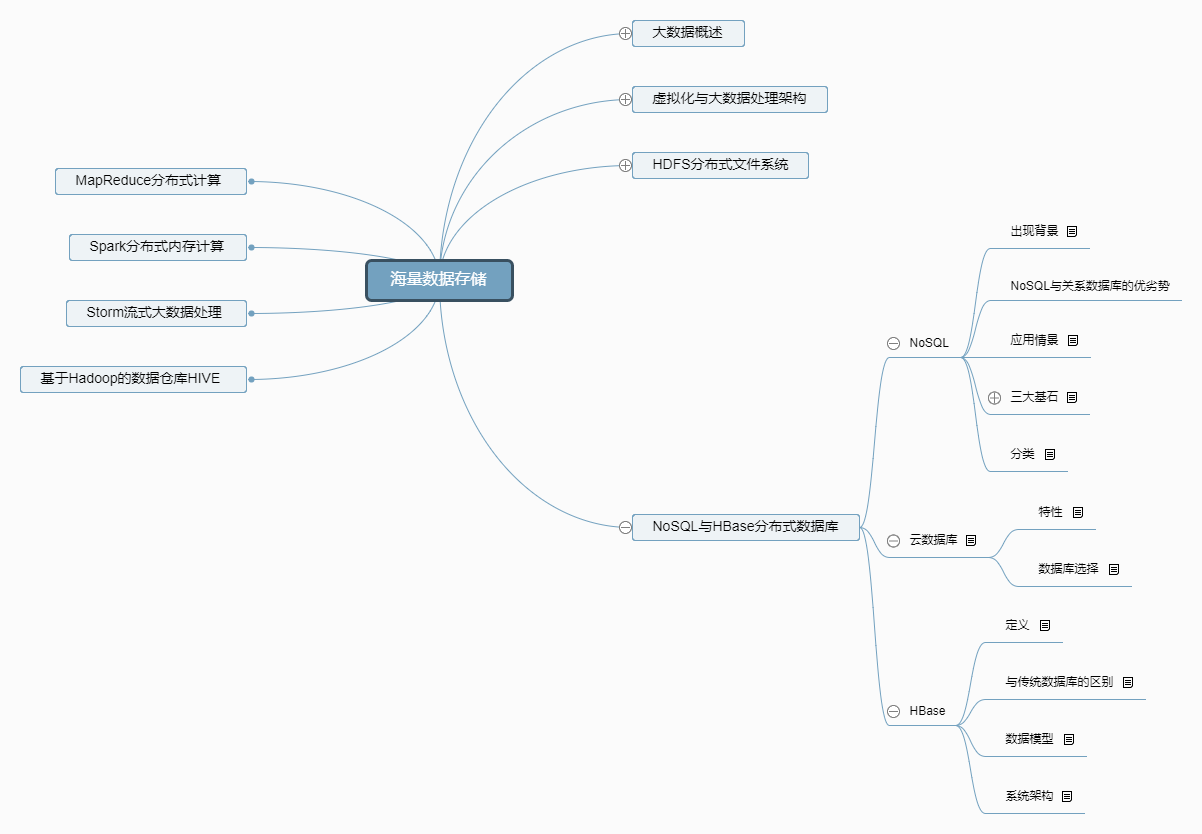 大数据概述
虚拟化与大数据处理架构
HDFS分布式文件系统
MapReduce分布式计算
Spark分布式内存计算
海量数据存储
Storm流式大数据处理
基于Hadoop的数据仓库HIVE
NoSQL与HBase分布式数据库
NoSQL
出现背景
NoSQL与关系数据库的优劣势
应用情景
三大基石
分类
云数据库
特性
数据库选择
HBase
定义
与传统数据库的区别
数据模型
系统架构